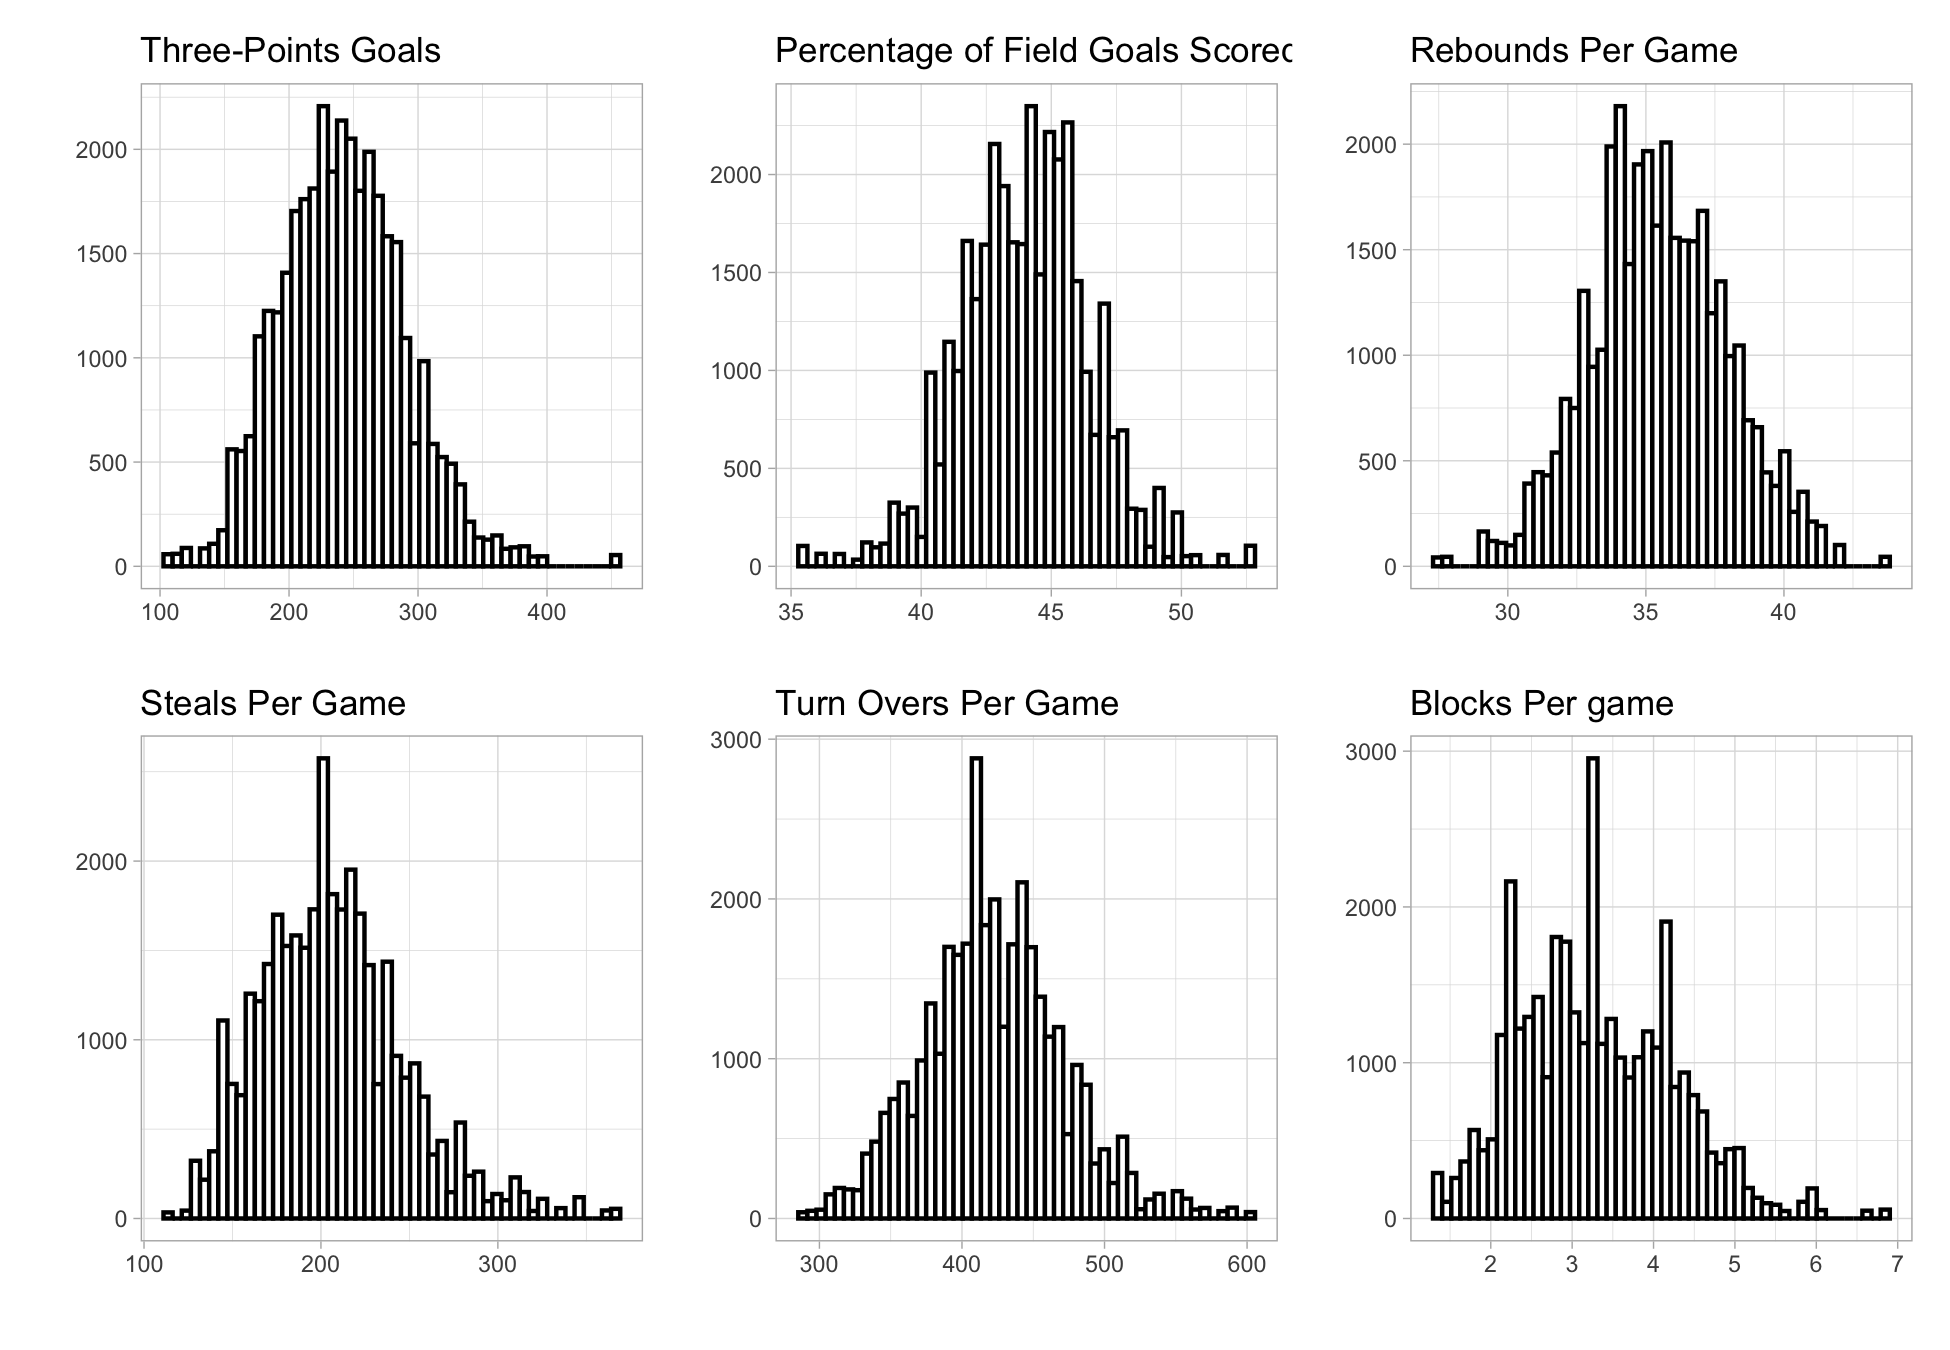 Three-Points Goals
2000
1500
1000
500
0
100 200 300 400
Percentage of Field Goals Scored
2000
1500
1000
500
0
35 40 45 50
Rebounds Per Game
2000
1500
1000
500
0
30 35 40
Steals Per Game
2000
1000
0
100 200 300
Turn Overs Per Game
3000
2000
1000
0
300 400 500 600
Blocks Per game
3000
2000
1000
0
2 3 4 5 6 7